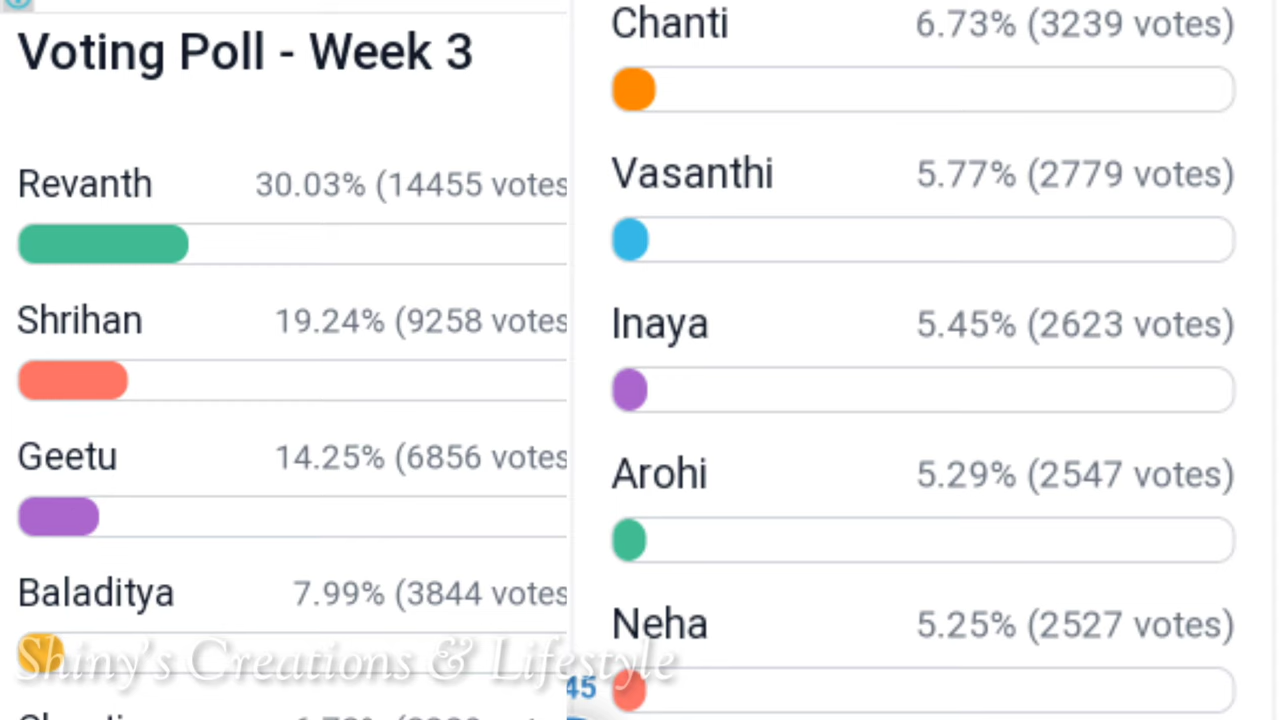 Voting Poll - Week 3
Revanth 30.03% (14455 votes
Shrihan 19.24% (9258 votes
Geetu 14.25% (6856 votes
Baladitya 7.99% (3844 votes
Shiny's Creations & Lifestyle
Chanti 6.73% (3239 votes)
Vasanthi 5.77% (2779 votes)
Inaya 5.45% (2623 votes)
Arohi 5.29% (2547 votes)
Neha 5.25% (2527 votes)
45